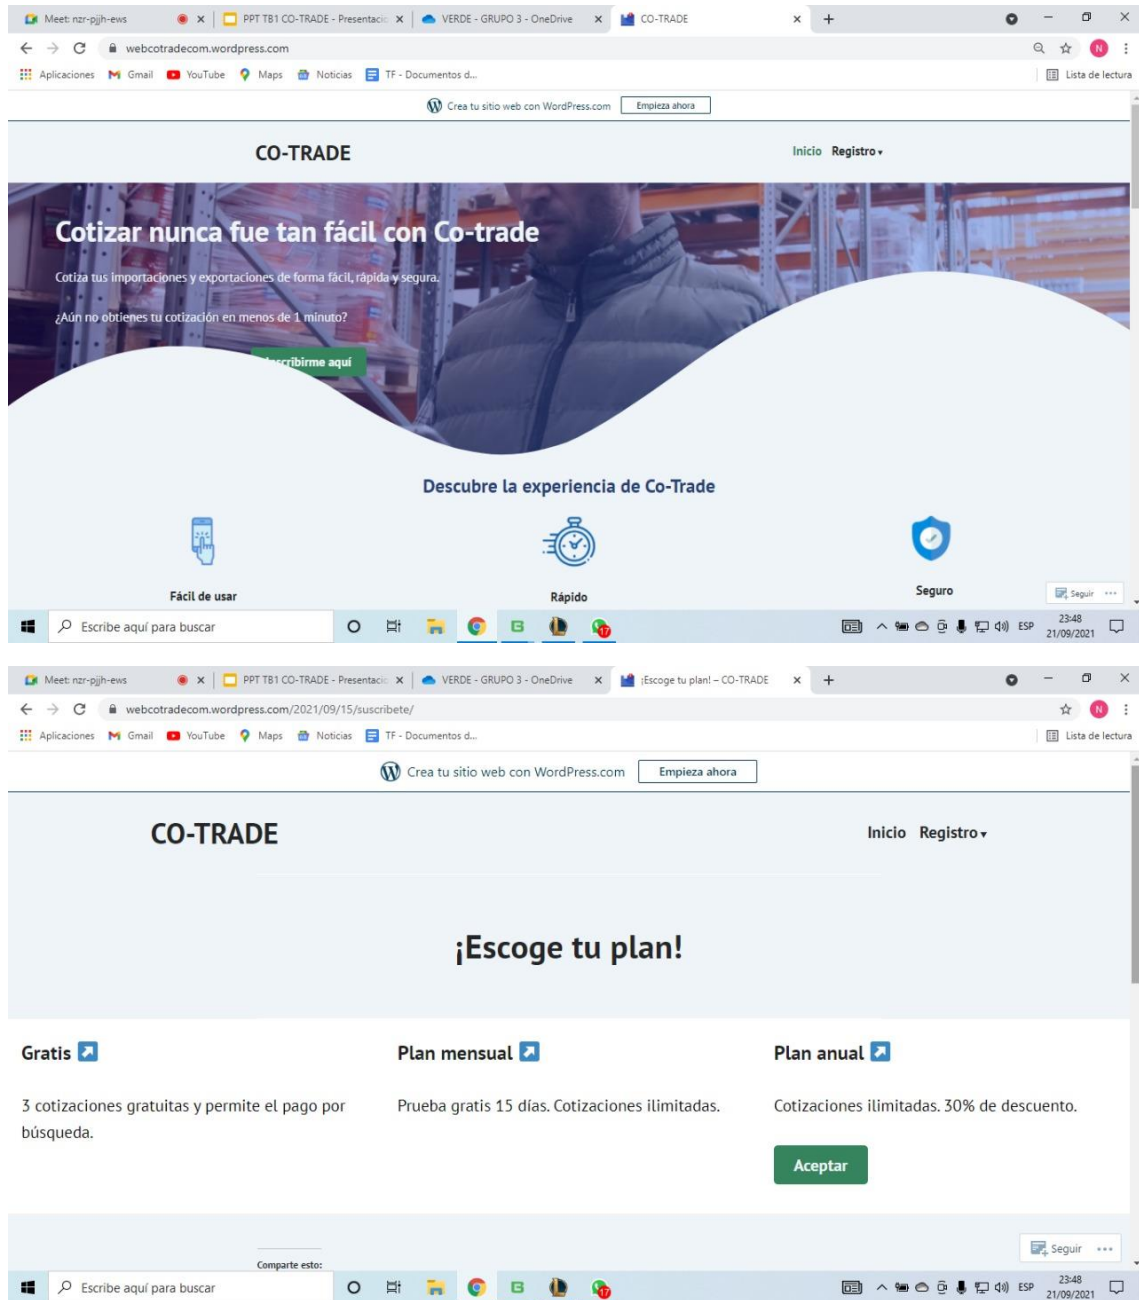 Meet: nzr-pjjh-ews
PPT TB1 CO-TRADE - Presentaci
VERDE - GRUPO 3 - OneDrive
CO-TRADE
webcotradecom.wordpress.com
N
Aplicaciones Gmail YouTube Maps Noticias TF - Documentos d...
Lista de lectura
Crea tu sitio web con WordPress.com Empieza ahora
CO-TRADE
Inicio Registro
Cotizar nunca fue tan fácil con Co-trade
Cotiza tus importaciones y exportaciones de forma fácil, rápida y segura.
¿Aún no obtienes tu cotización en menos de 1 minuto?
aquí
Descubre la experiencia de Co-Trade
Fácil de usar
Rápido
Seguro
Seguir
Escribe aquí para buscar
17
ESP
23:48
21/09/2021
Meet: nzr-pjjh-ews
PPT TB1 CO-TRADE - Presentaci
VERDE - GRUPO 3 - OneDrive
¡Escoge tu plan! – CO-TRADE
webcotradecom.wordpress.com/2021/09/15/suscribete/
N
Aplicaciones Gmail YouTube Maps Noticias TF - Documentos d...
Lista de lectura
Crea tu sitio web con WordPress.com Empieza ahora
CO-TRADE
Inicio Registro
¡Escoge tu plan!
Gratis
3 cotizaciones gratuitas y permite el pago por
búsqueda.
Plan mensual
Prueba gratis 15 días. Cotizaciones ilimitadas.
Plan anual
Cotizaciones ilimitadas. 30% de descuento.
Aceptar
Seguir
Comparte esto:
Escribe aquí para buscar
17
ESP
23:48
21/09/2021